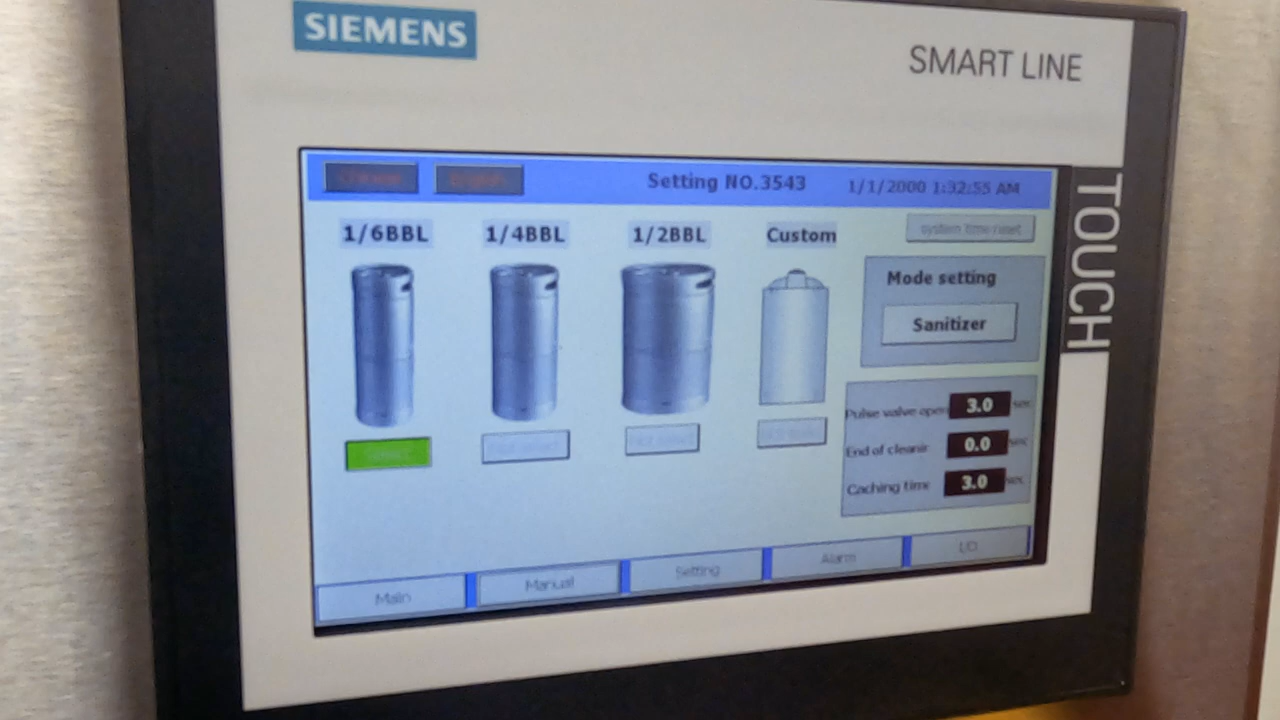 SIEMENS
SMART LINE
TOUCH
Setting NO.3543
1/1/2000 1:32:55 AM
system time reset
1/6BBL
1/4BBL
1/2BBL
Custom
Mode setting
Sanitizer
Pulse valve open 3.0 sec
End of cleanir 0.0 sec
Caching time 3.0 sec
Main
Manual
Setting
Alarm
I/O